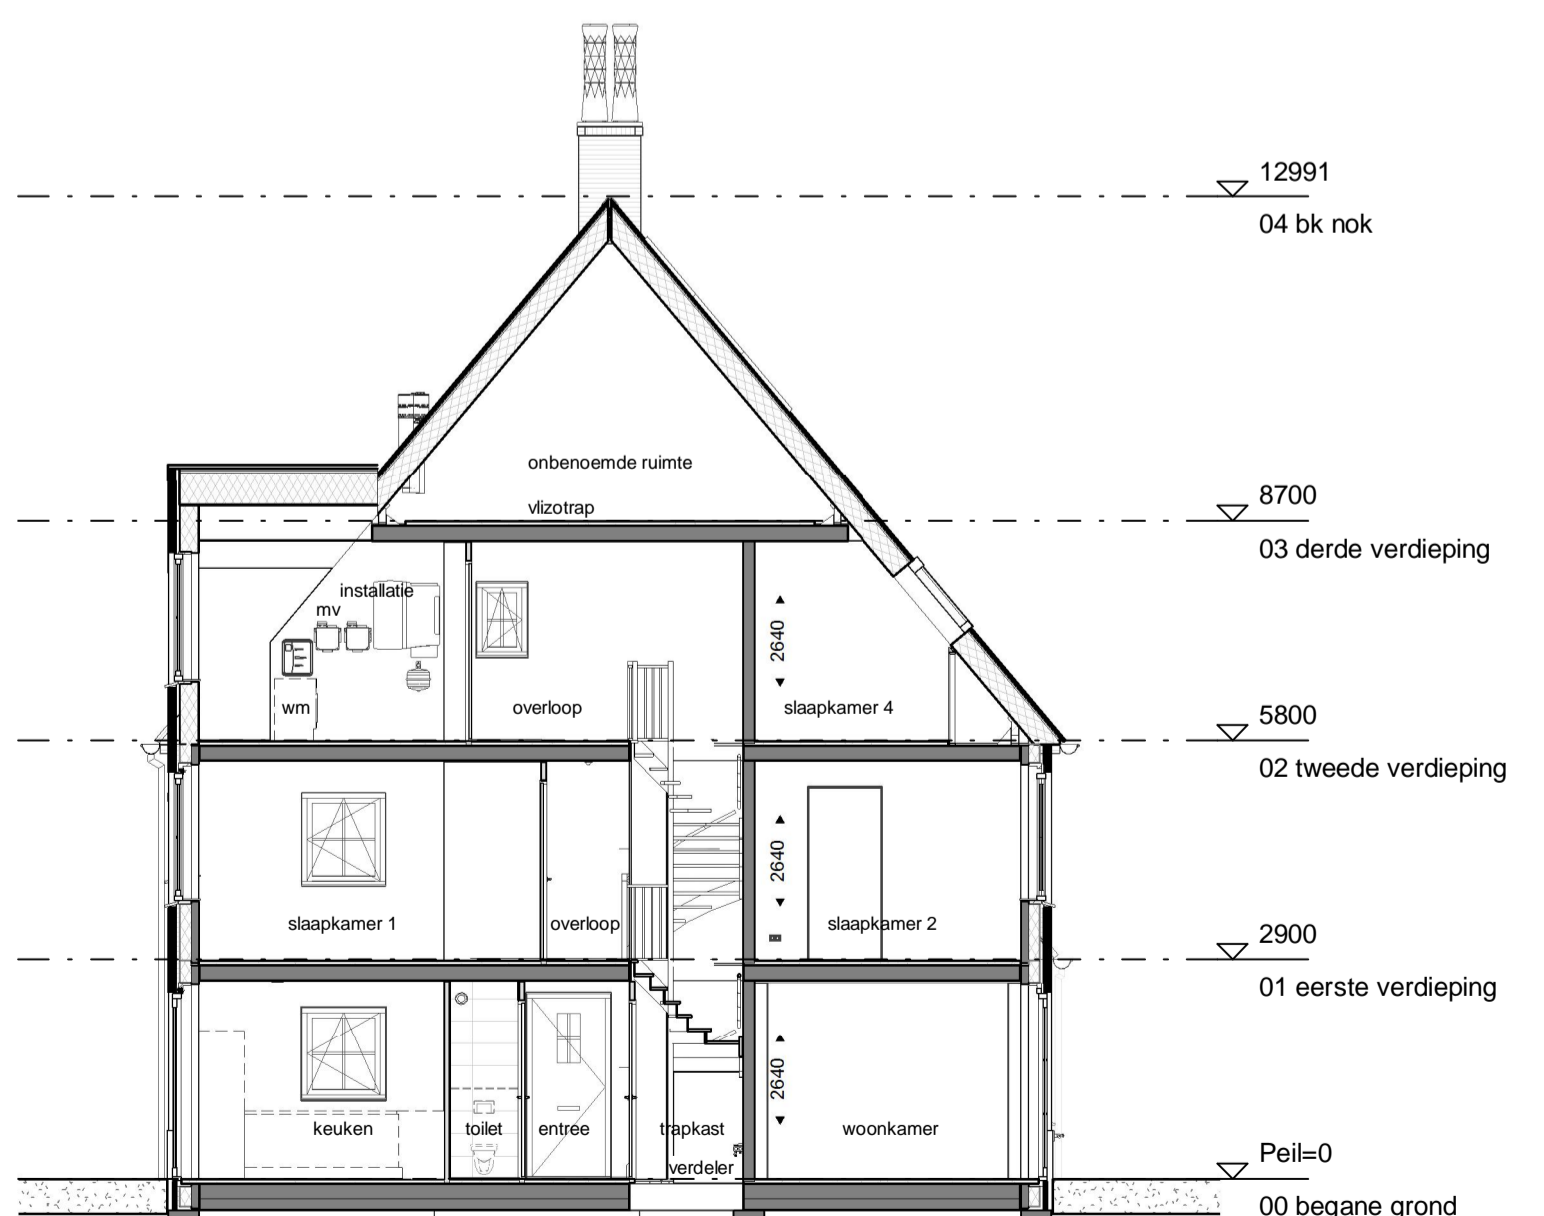 12991
04 bk nok
onbenoemde ruimte
vlizotrap
8700
03 derde verdieping
installatie
mv
2640
wm
overloop
slaapkamer 4
5800
02 tweede verdieping
2640
slaapkamer 1
overloop
slaapkamer 2
2900
01 eerste verdieping
2640
keuken
toilet
entree
trapkast
woonkamer
verdeler
Peil=0
00 begane grond